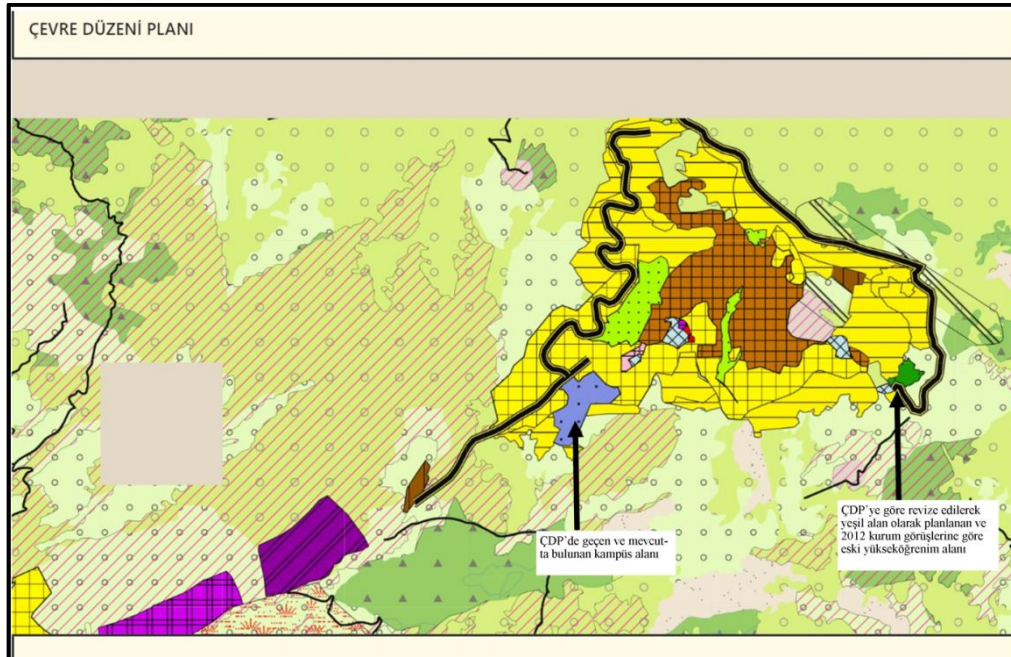 ÇEVRE DÜZENİ PLANI
ÇDP'de geçen ve mevcut-
ta bulunan kampüs alanı
ÇDP'ye göre revize edilerek
yeşil alan olarak planlanan ve
2012 kurum görüşlerine göre
eski yükseköğrenim alanı